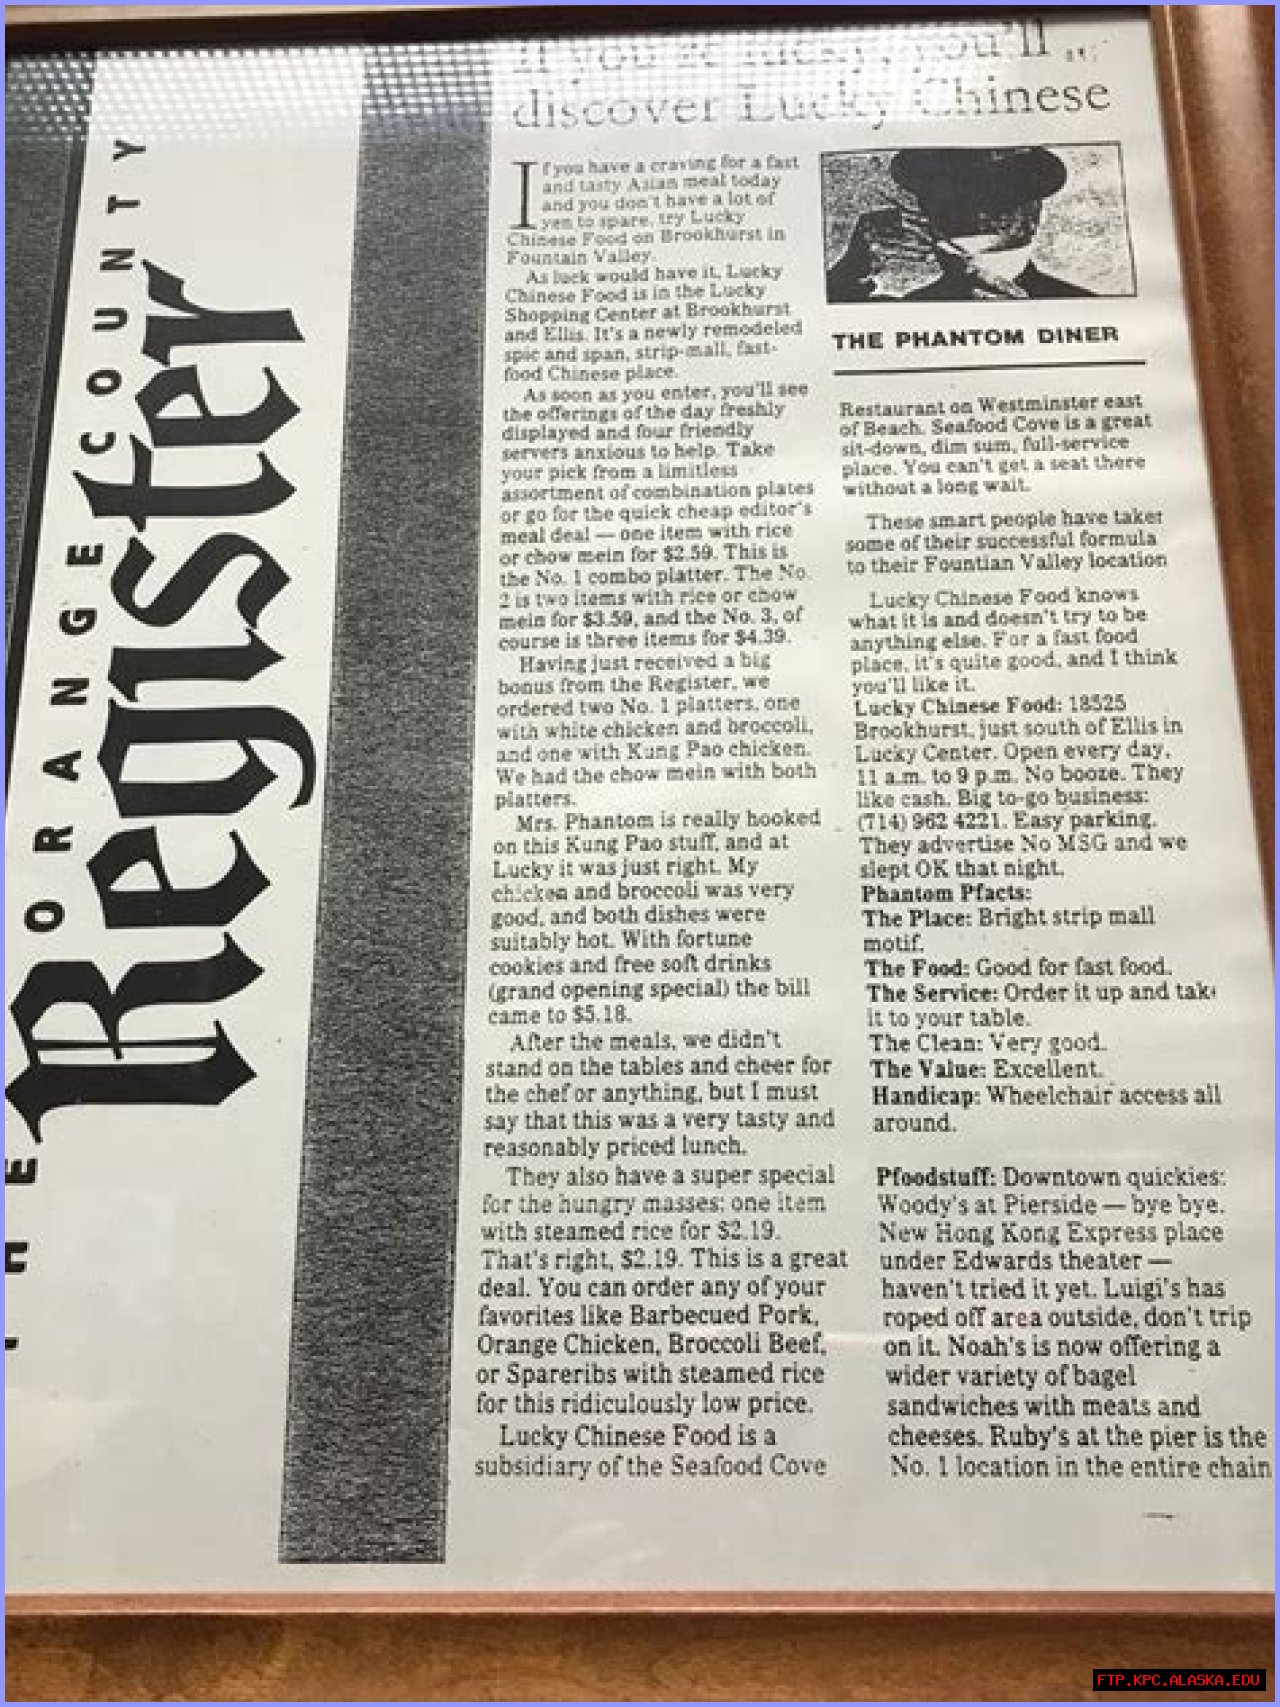 THE ORANGE COUNTY
Register
If you're lucky, you'll
discover Lucky Chinese
If you have a craving for a fast
and tasty Asian meal today
and you don't have a lot of
yen to spare, try Lucky
Chinese Food on Brookhurst in
Fountain Valley.
As luck would have it, Lucky
Chinese Food is in the Lucky
Shopping Center at Brookhurst
and Ellis. It's a newly remodeled
spic and span, strip-mall, fast-
food Chinese place.
As soon as you enter, you'll see
the offerings of the day freshly
displayed and four friendly
servers anxious to help. Take
your pick from a limitless
assortment of combination plates
or go for the quick cheap editor's
meal deal — one item with rice
or chow mein for $2.59. This is
the No. 1 combo platter. The No.
2 is two items with rice or chow
mein for $3.59, and the No. 3, of
course is three items for $4.39.
Having just received a big
bonus from the Register, we
ordered two No. 1 platters, one
with white chicken and broccoli,
and one with Kung Pao chicken.
We had the chow mein with both
platters.
Mrs. Phantom is really hooked
on this Kung Pao stuff, and at
Lucky it was just right. My
chicken and broccoli was very
good, and both dishes were
suitably hot. With fortune
cookies and free soft drinks
(grand opening special) the bill
came to $5.18.
After the meals, we didn't
stand on the tables and cheer for
the chef or anything, but I must
say that this was a very tasty and
reasonably priced lunch.
They also have a super special
for the hungry masses: one item
with steamed rice for $2.19.
That's right, $2.19. This is a great
deal. You can order any of your
favorites like Barbecued Pork,
Orange Chicken, Broccoli Beef,
or Spareribs with steamed rice
for this ridiculously low price.
Lucky Chinese Food is a
subsidiary of the Seafood Cove
THE PHANTOM DINER
Restaurant on Westminster east
of Beach. Seafood Cove is a great
sit-down, dim sum, full-service
place. You can't get a seat there
without a long wait.
These smart people have taken
some of their successful formula
to their Fountian Valley location
Lucky Chinese Food knows
what it is and doesn't try to be
anything else. For a fast food
place, it's quite good, and I think
you'll like it.
Lucky Chinese Food: 18525
Brookhurst, just south of Ellis in
Lucky Center. Open every day,
11 a.m. to 9 p.m. No booze. They
like cash. Big to-go business:
(714) 962 4221. Easy parking.
They advertise No MSG and we
slept OK that night.
Phantom Pfacts:
The Place: Bright strip mall
motif.
The Food: Good for fast food.
The Service: Order it up and take
it to your table.
The Clean: Very good.
The Value: Excellent.
Handicap: Wheelchair access all
around.
Pfoodstuff: Downtown quickies:
Woody's at Pierside — bye bye.
New Hong Kong Express place
under Edwards theater —
haven't tried it yet. Luigi's has
roped off area outside, don't trip
on it. Noah's is now offering a
wider variety of bagel
sandwiches with meats and
cheeses. Ruby's at the pier is the
No. 1 location in the entire chain
FTP.KPC.ALASKA.EDU